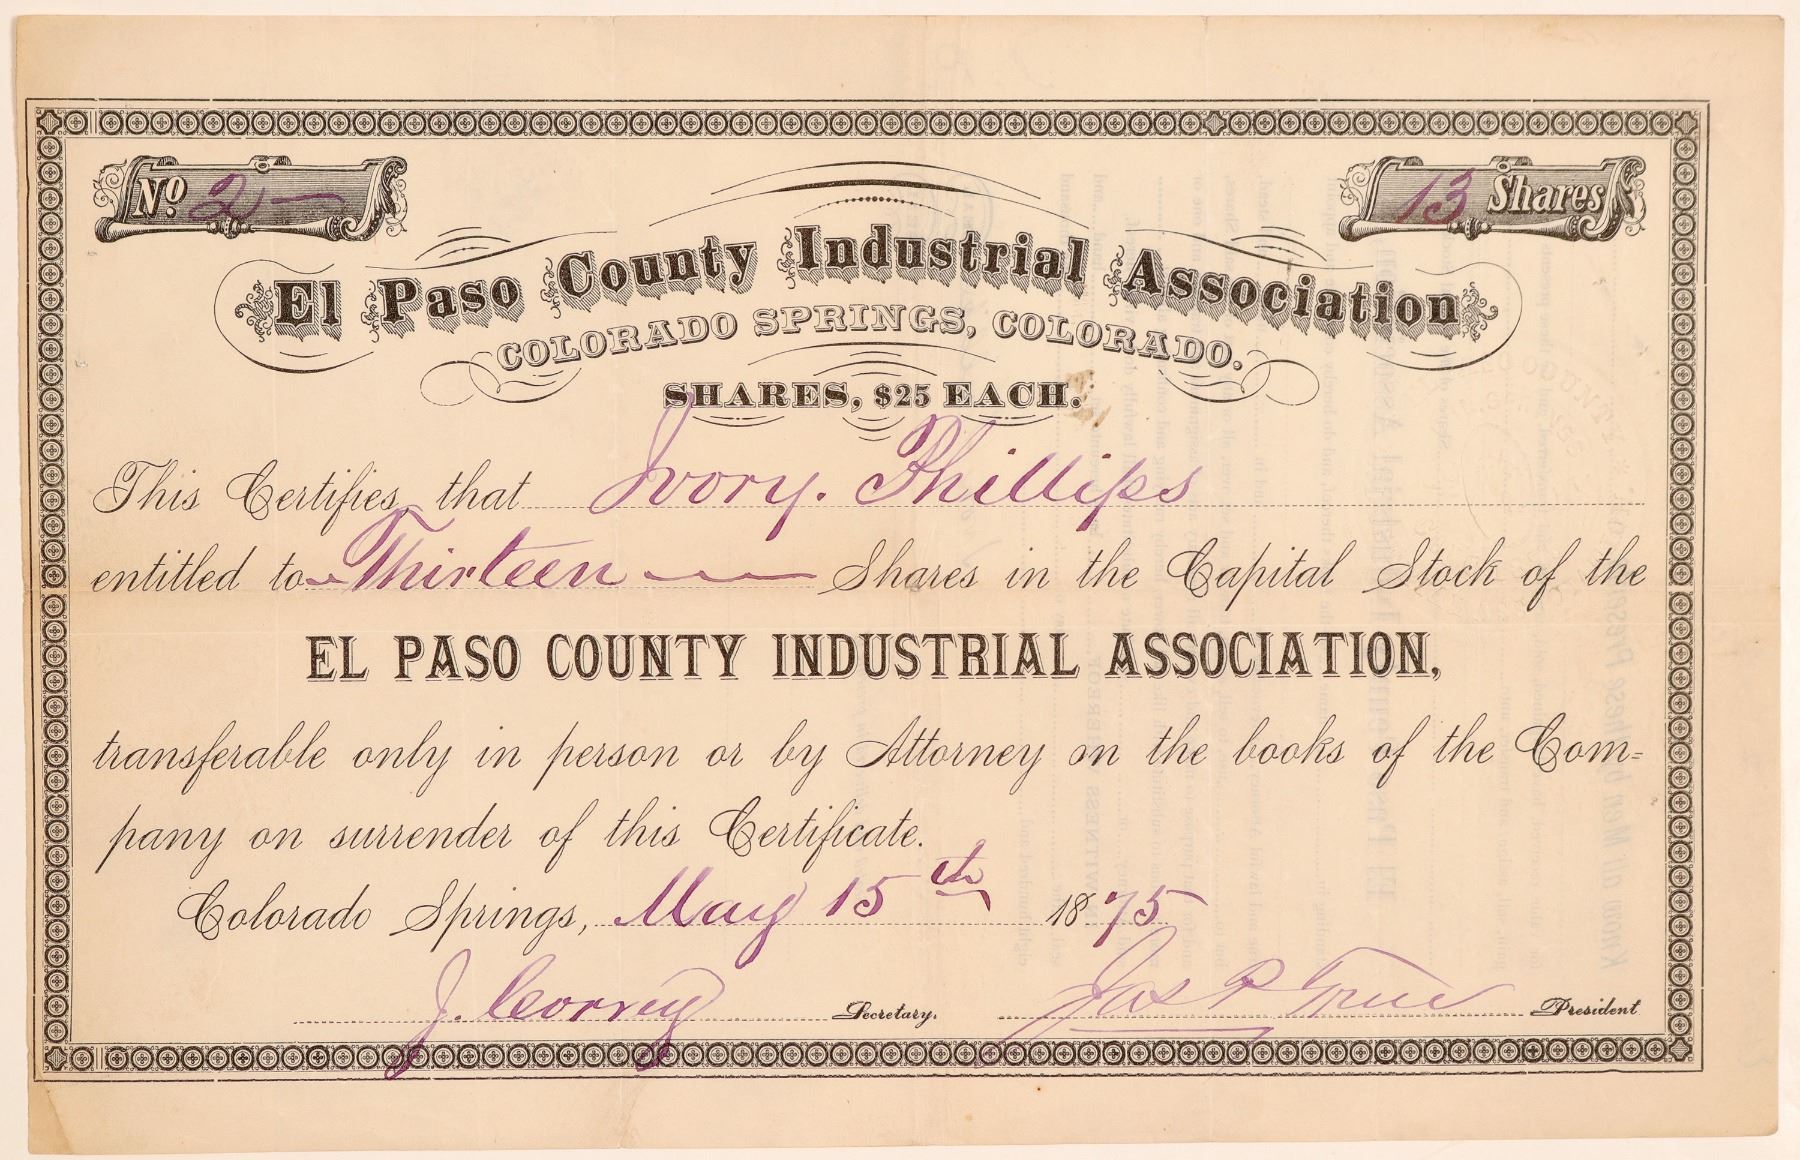 No. 2 —
13 Shares
El Paso County Industrial Association
COLORADO SPRINGS, COLORADO.
SHARES, $25 EACH.
This Certifies that Ivory. Phillips
entitled to Thirteen — Shares in the Capital Stock of the
EL PASO COUNTY INDUSTRIAL ASSOCIATION,
transferable only in person or by Attorney on the books of the Com=
pany on surrender of this Certificate.
Colorado Springs, May 15th 1875
J. Correy Secretary. Jas P True President